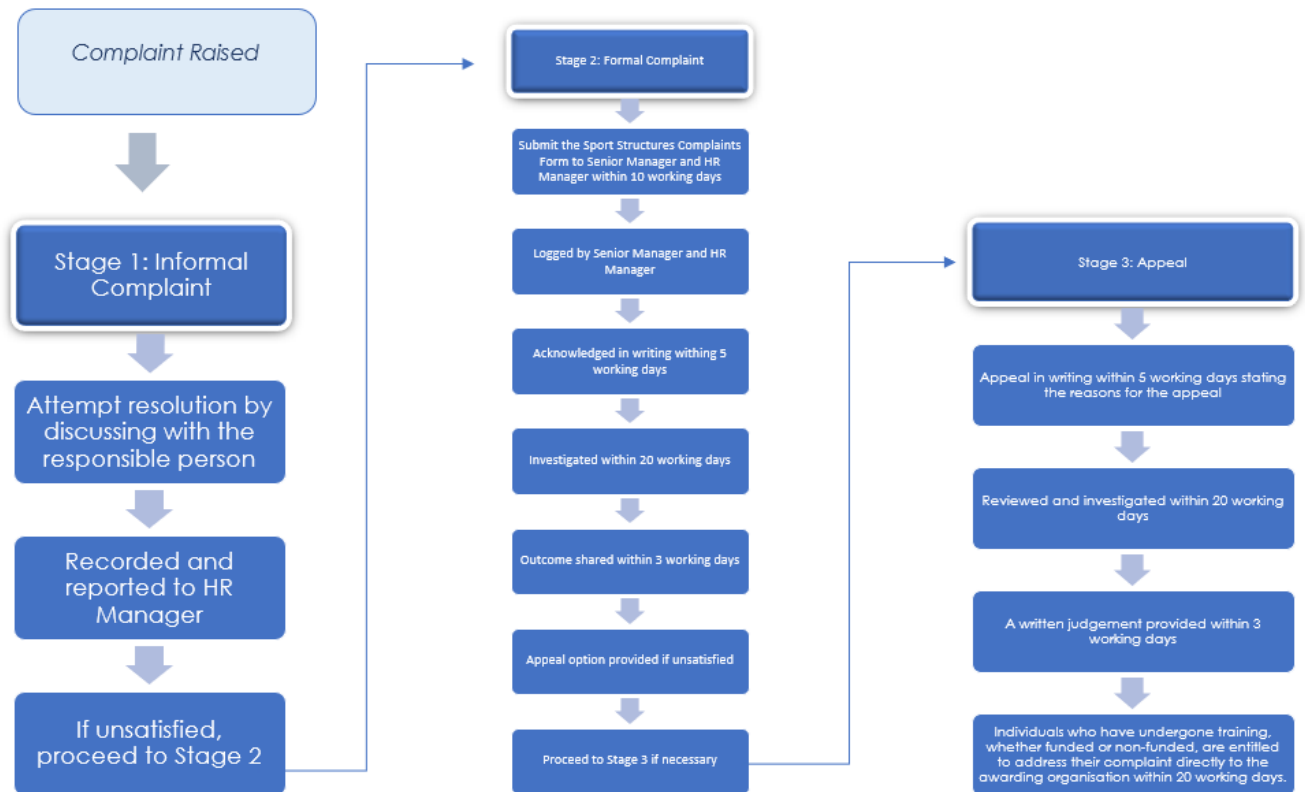 Complaint Raised
Stage 1: Informal
Complaint
Attempt resolution by
discussing with the
responsible person
Recorded and
reported to HR
Manager
If unsatisfied,
proceed to Stage 2
Stage 2: Formal Complaint
Submit the Sport Structures Complaints
Form to Senior Manager and HR
Manager within 10 working days
Logged by Senior Manager and HR
Manager
Acknowledged in writing withing 5
working days
Investigated within 20 working days
Outcome shared within 3 working days
Appeal option provided if unsatisfied
Proceed to Stage 3 if necessary
Stage 3: Appeal
Appeal in writing within 5 working days stating
the reasons for the appeal
Reviewed and investigated within 20 working
days
A written judgement provided within 3
working days
Individuals who have undergone training,
whether funded or non-funded, are entitled
to address their complaint directly to the
awarding organisation within 20 working days.